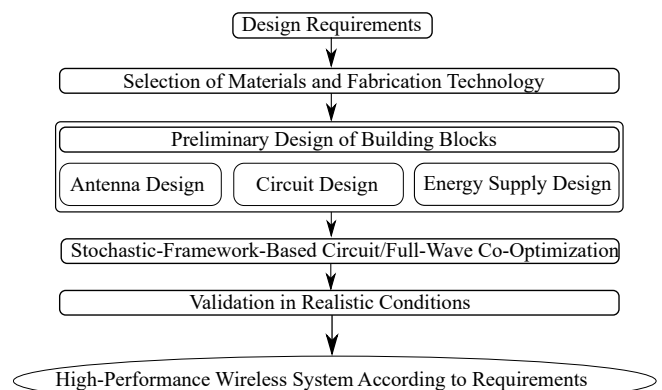 Design Requirements
Selection of Materials and Fabrication Technology
Preliminary Design of Building Blocks
Antenna Design
Circuit Design
Energy Supply Design
Stochastic-Framework-Based Circuit/Full-Wave Co-Optimization
Validation in Realistic Conditions
High-Performance Wireless System According to Requirements